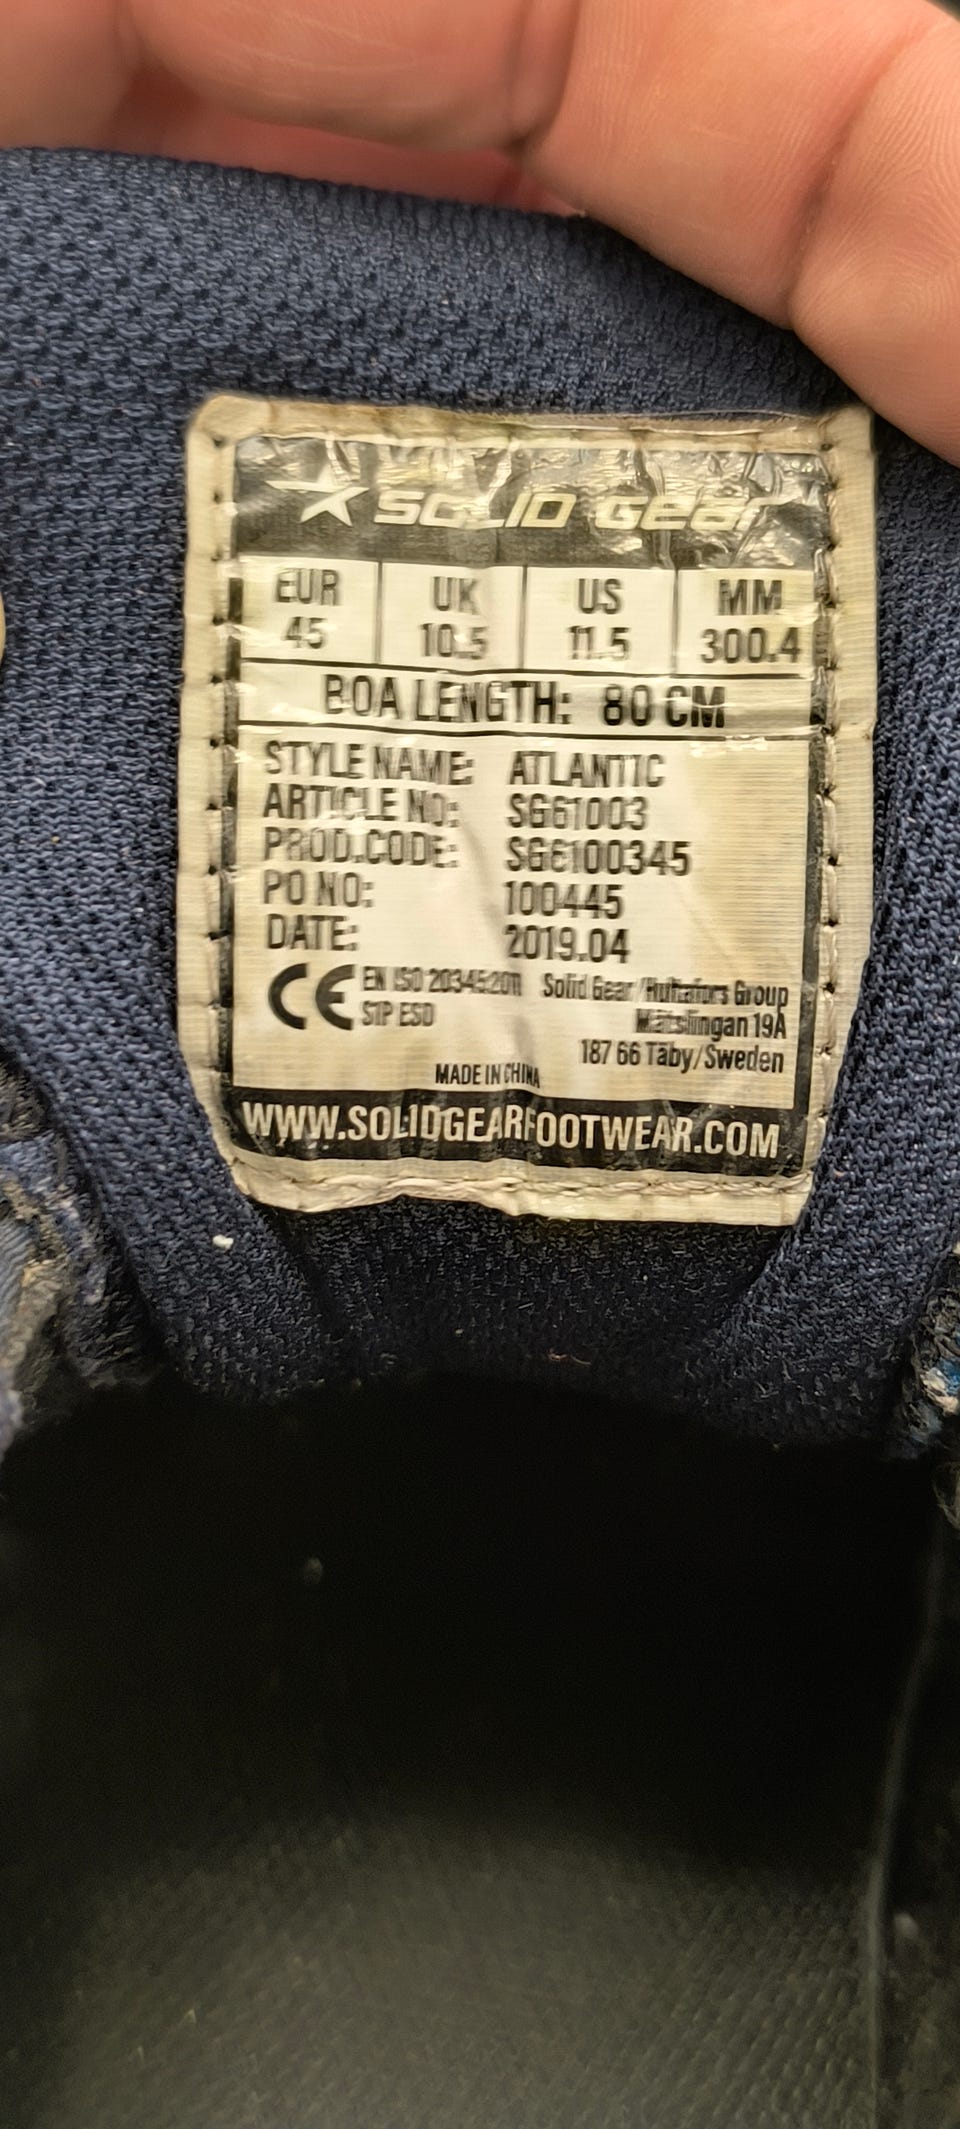 SOLID GEAR
EUR UK US MM
45 10.5 11.5 300.4
BOA LENGTH: 80 CM
STYLE NAME: ATLANTIC
ARTICLE NO: SG61003
PROD.CODE: SG6100345
PO NO: 100445
DATE: 2019.04
CE EN ISO 20345:2011 Solid Gear/Hultafors Group
S1P ESD Mätslingan 19A
187 66 Täby/Sweden
MADE IN CHINA
WWW.SOLIDGEARFOOTWEAR.COM